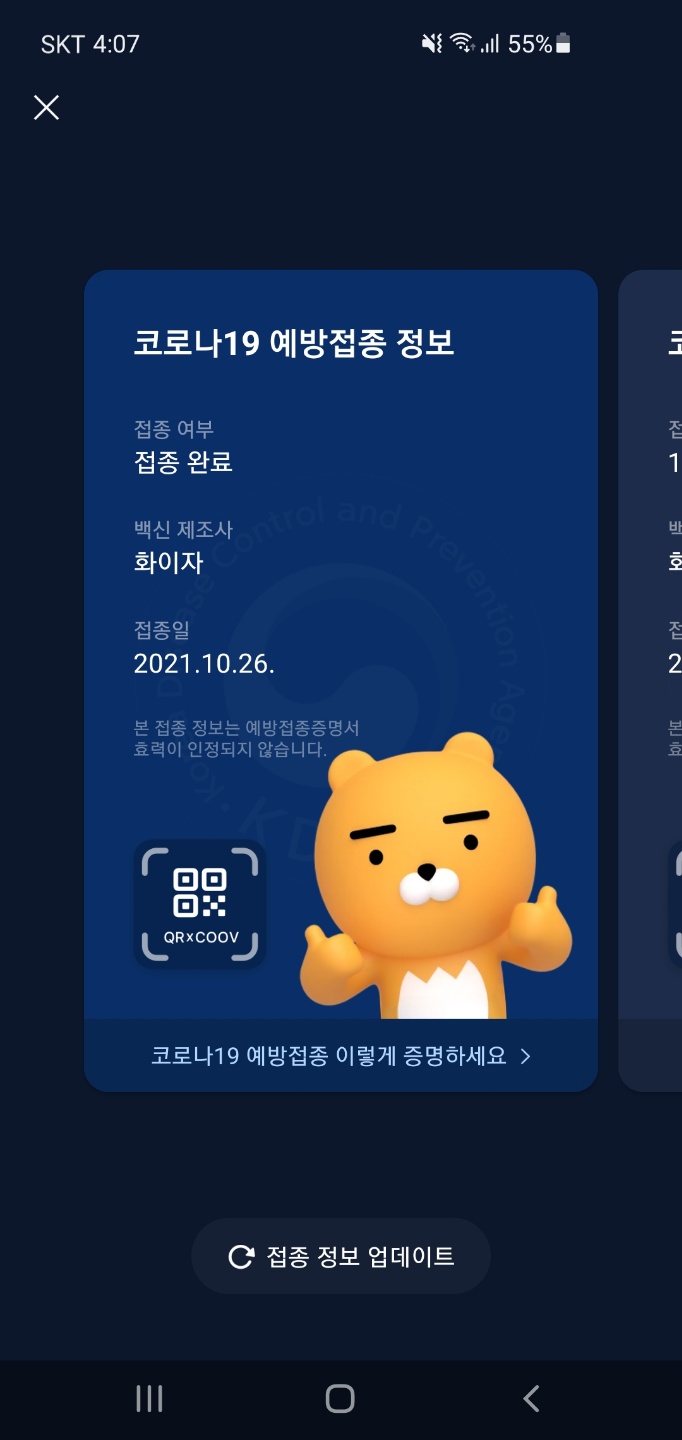 SKT 4:07
55%
코로나19 예방접종 정보
접종 여부
접종 완료
백신 제조사
화이자
접종일
2021.10.26.
본 접종 정보는 예방접종증명서
효력이 인정되지 않습니다.
Control and Prevention
QR×COOV
코로나19 예방접종 이렇게 증명하세요
접종 정보 업데이트